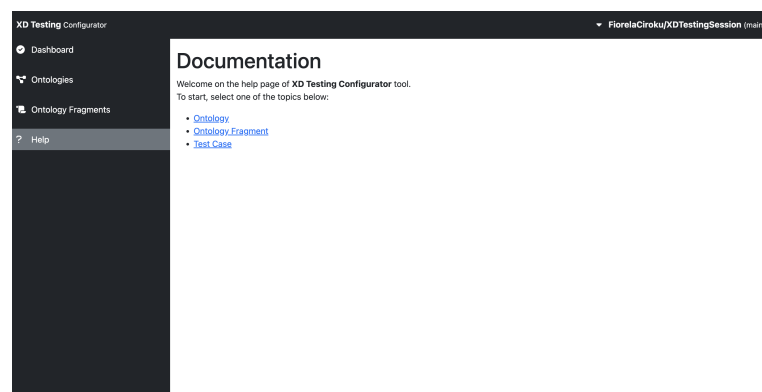 XD Testing Configurator
FiorelaCiroku/XDTestingSession (main
Dashboard
Ontologies
Ontology Fragments
? Help
Documentation
Welcome on the help page of XD Testing Configurator tool.
To start, select one of the topics below:
• Ontology
• Ontology Fragment
• Test Case